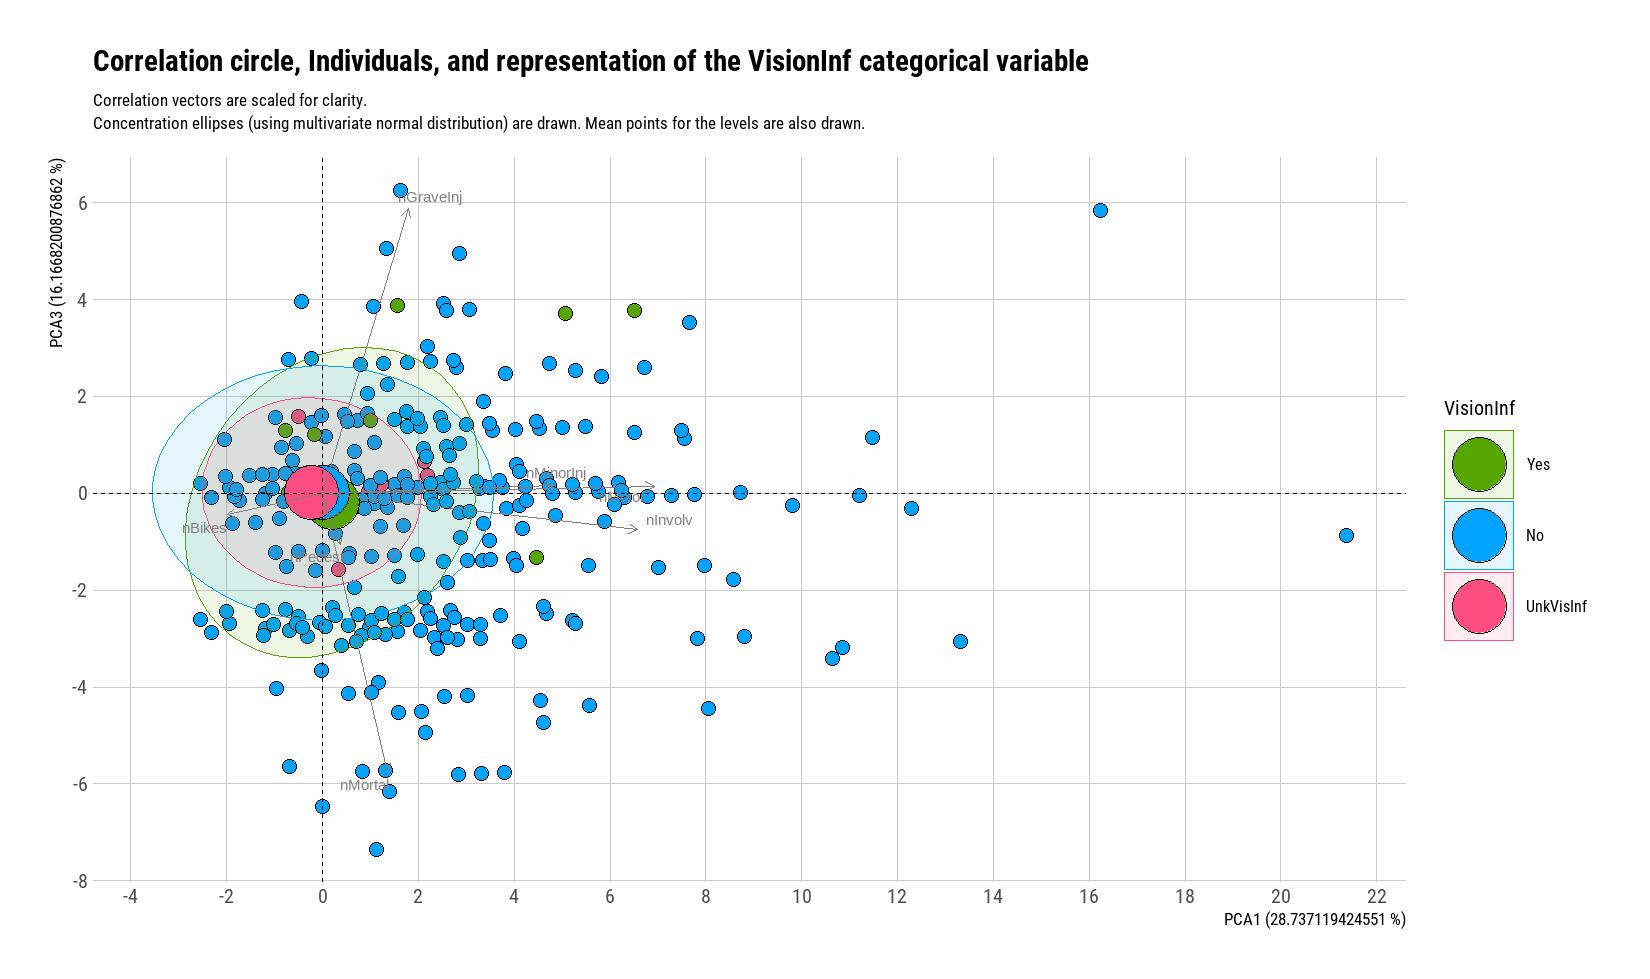 Correlation circle, Individuals, and representation of the VisionInf categorical variable
Correlation vectors are scaled for clarity.
Concentration ellipses (using multivariate normal distribution) are drawn. Mean points for the levels are also drawn.
PCA3 (16.1668200876862 %)
6
4
2
0
-2
-4
-6
-8
nGraveInj
nMinorInj
nInvolv
nBikes
nMortal
-4
-2
0
2
4
6
8
10
12
14
16
18
20
22
PCA1 (28.737119424551 %)
VisionInf
Yes
No
UnkVisInf